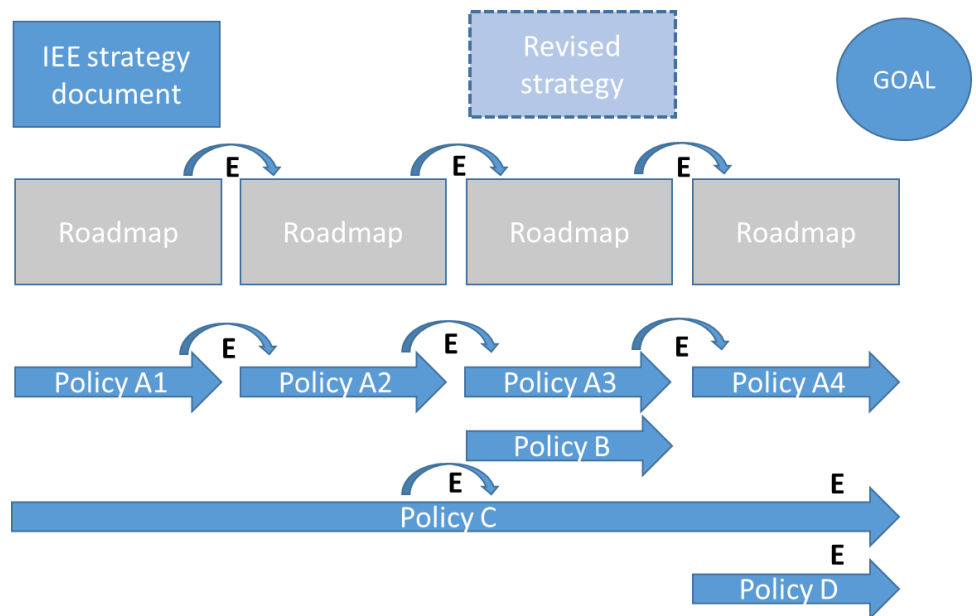 IEE strategy
document
Revised
strategy
GOAL
E
E
E
Roadmap
Roadmap
Roadmap
Roadmap
E
E
E
Policy A1
Policy A2
Policy A3
Policy A4
Policy B
E
E
Policy C
E
Policy D